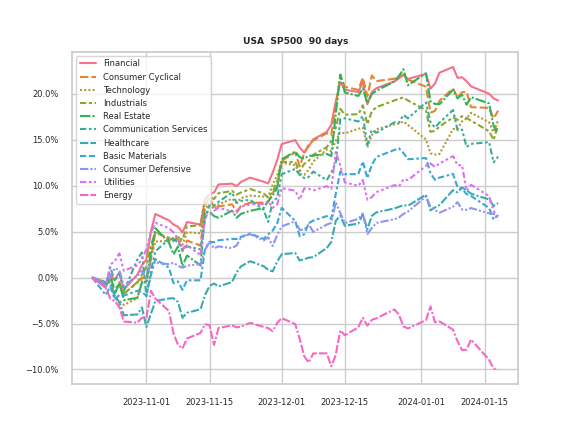 USA SP500 90 days
Financial
Consumer Cyclical
Technology
Industrials
Real Estate
Communication Services
Healthcare
Basic Materials
Consumer Defensive
Utilities
Energy
20.0%
15.0%
10.0%
5.0%
0.0%
−5.0%
−10.0%
2023-11-01 2023-11-15 2023-12-01 2023-12-15 2024-01-01 2024-01-15